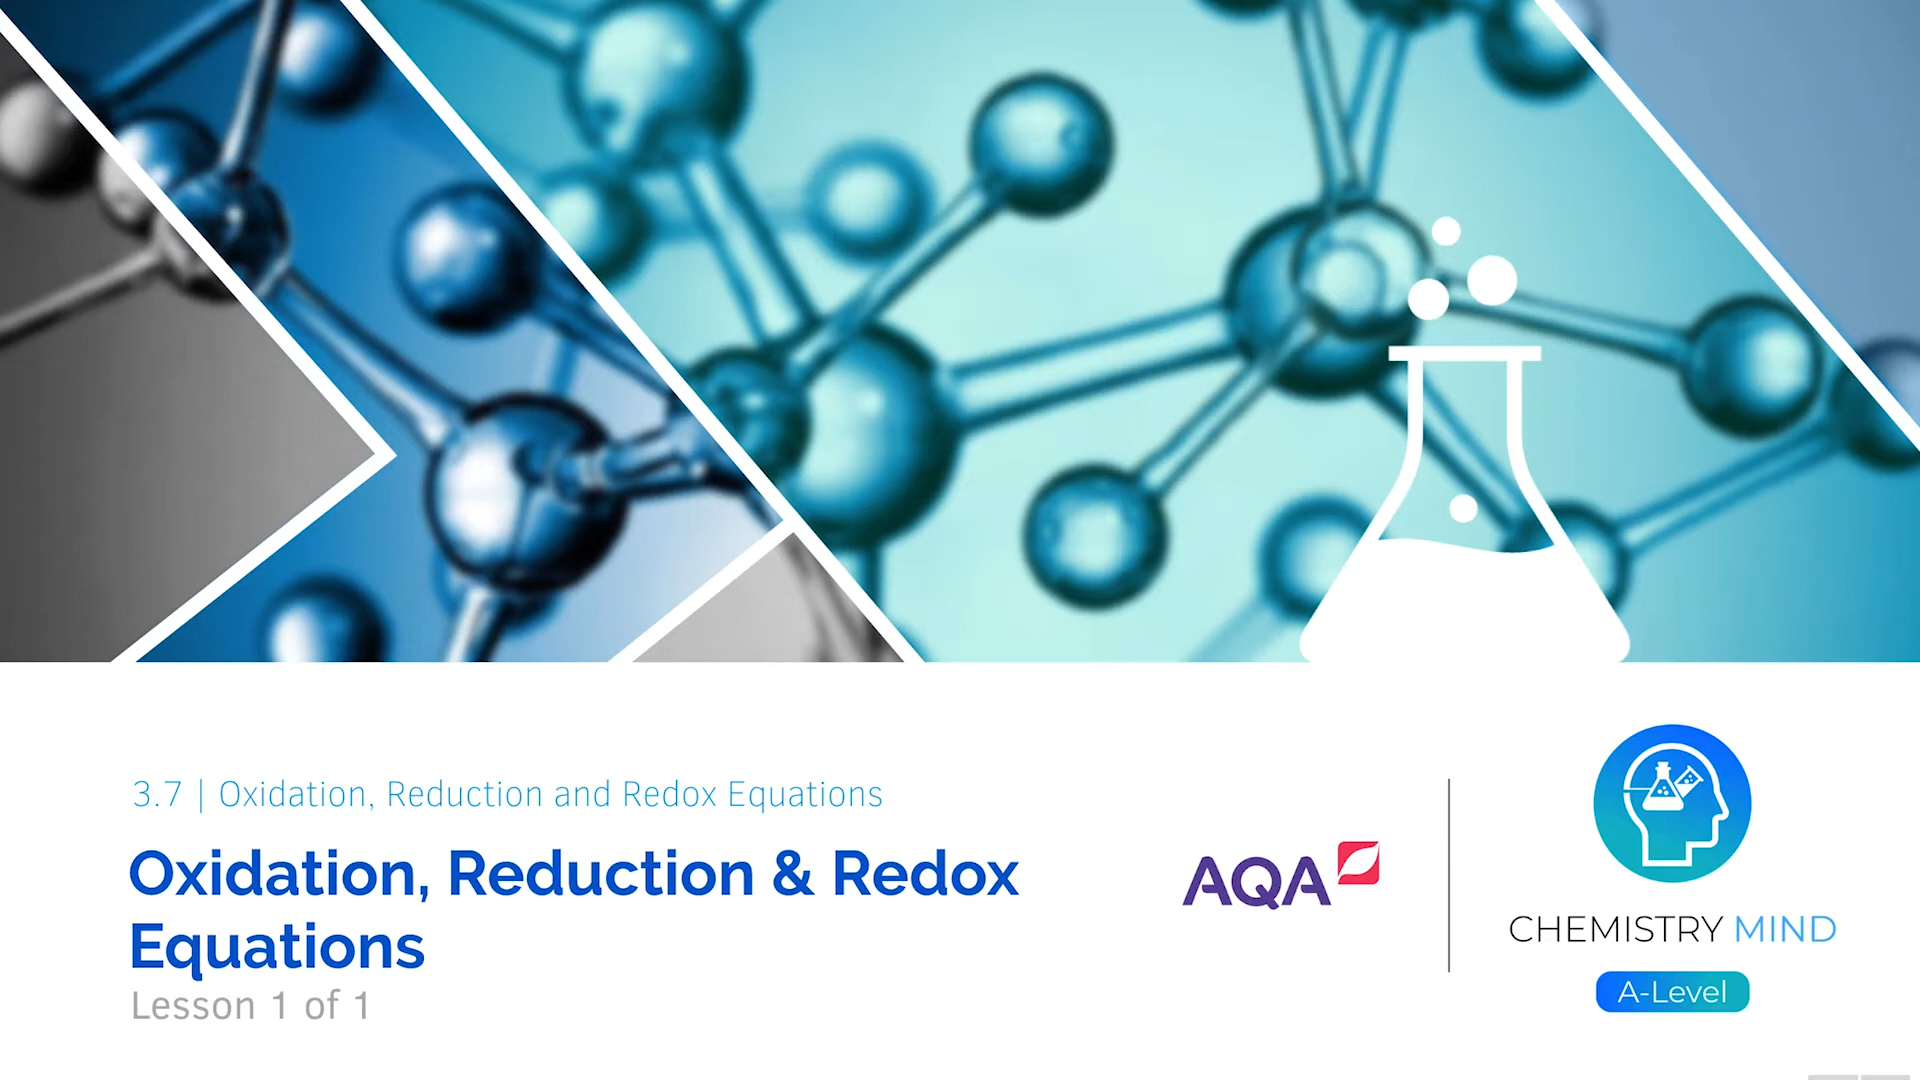 3.7 | Oxidation, Reduction and Redox Equations
Oxidation, Reduction & Redox
Equations
Lesson 1 of 1
AQA
CHEMISTRY MIND
A-Level